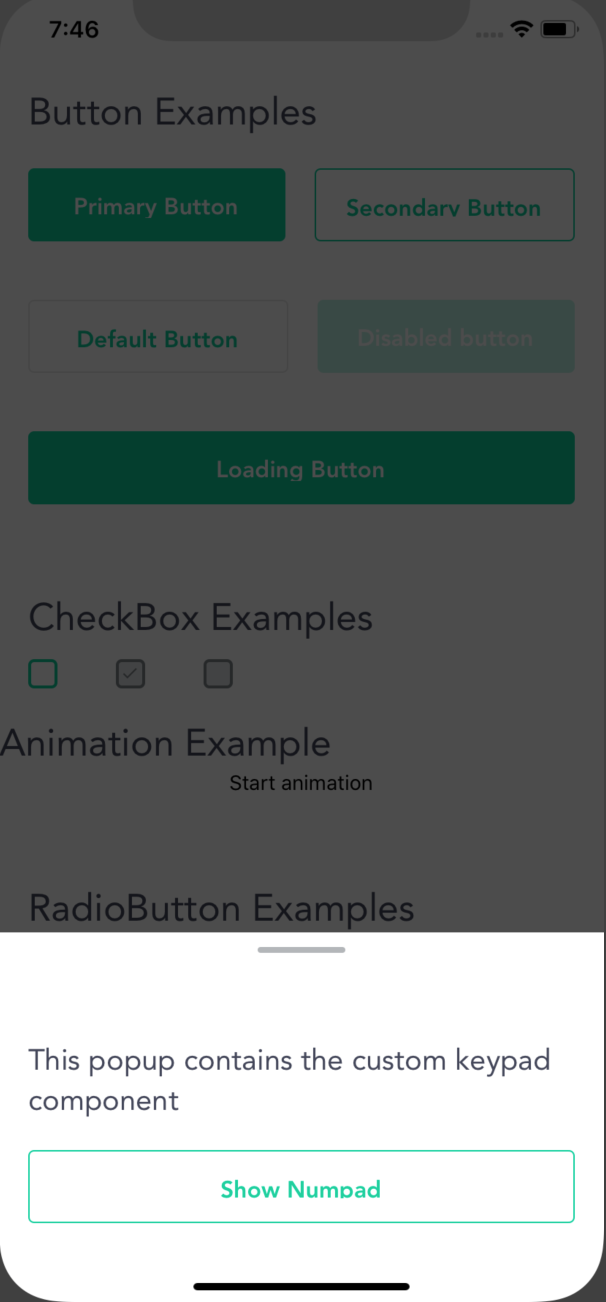 7:46
Button Examples
Primary Button
Secondary Button
Default Button
Disabled button
Loading Button
CheckBox Examples
Animation Example
Start animation
RadioButton Examples
This popup contains the custom keypad
component
Show Numpad